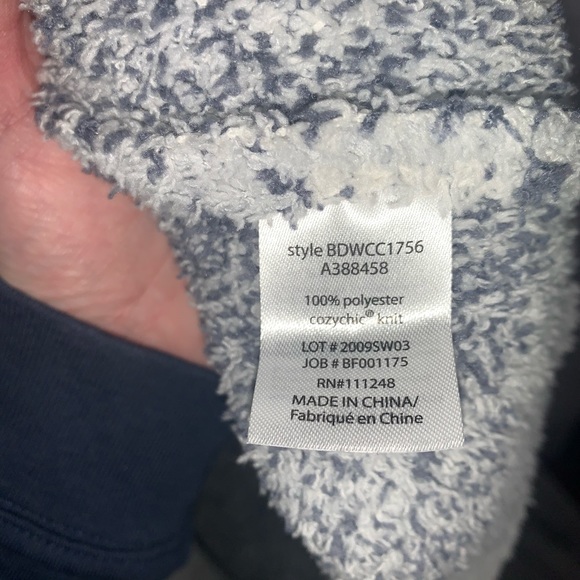 style BDWCC1756
A388458
100% polyester
cozychic® knit
LOT # 2009SW03
JOB # BF001175
RN#111248
MADE IN CHINA/
Fabriqué en Chine